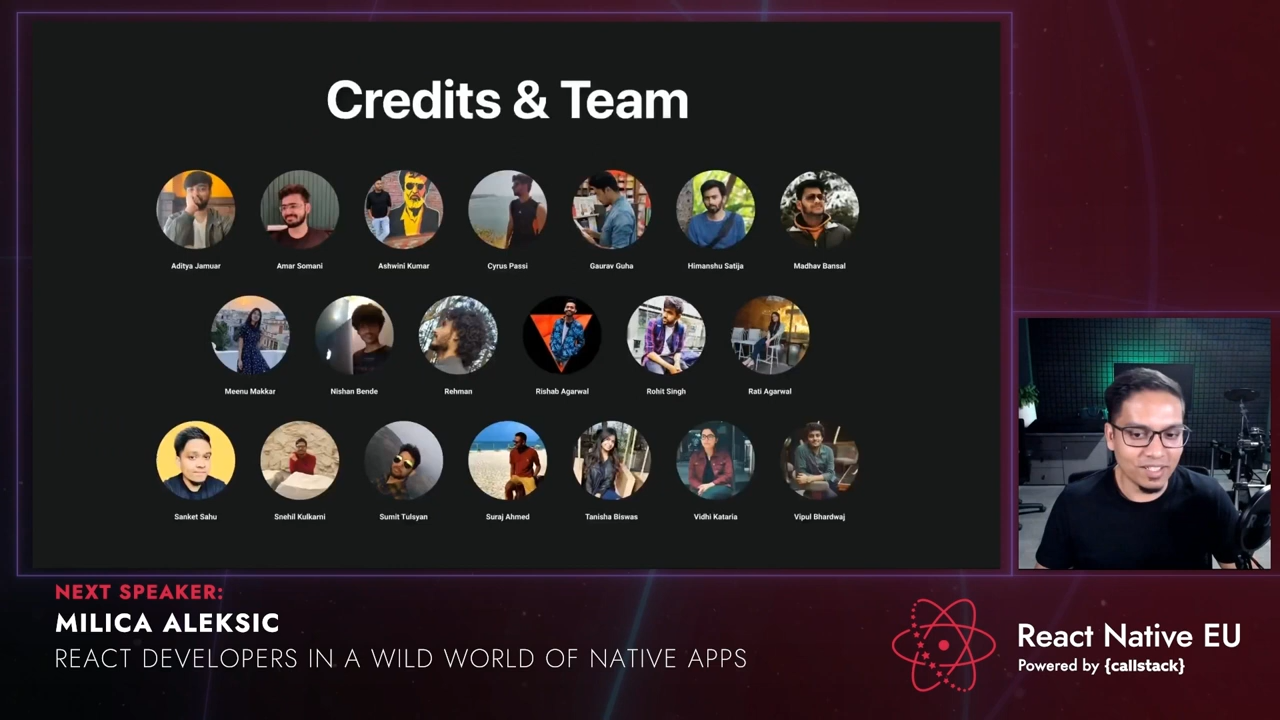 Credits & Team
Aditya Jamuar
Amar Somani
Ashwini Kumar
Cyrus Passi
Gaurav Guha
Himanshu Satija
Madhav Bansal
Meenu Makkar
Nishan Bende
Rehman
Rishab Agarwal
Rohit Singh
Rati Agarwal
Sanket Sahu
Snehil Kulkarni
Sumit Tulsyan
Suraj Ahmed
Tanisha Biswas
Vidhi Kataria
Vipul Bhardwaj
NEXT SPEAKER:
MILICA ALEKSIC
REACT DEVELOPERS IN A WILD WORLD OF NATIVE APPS
React Native EU
Powered by {callstack}